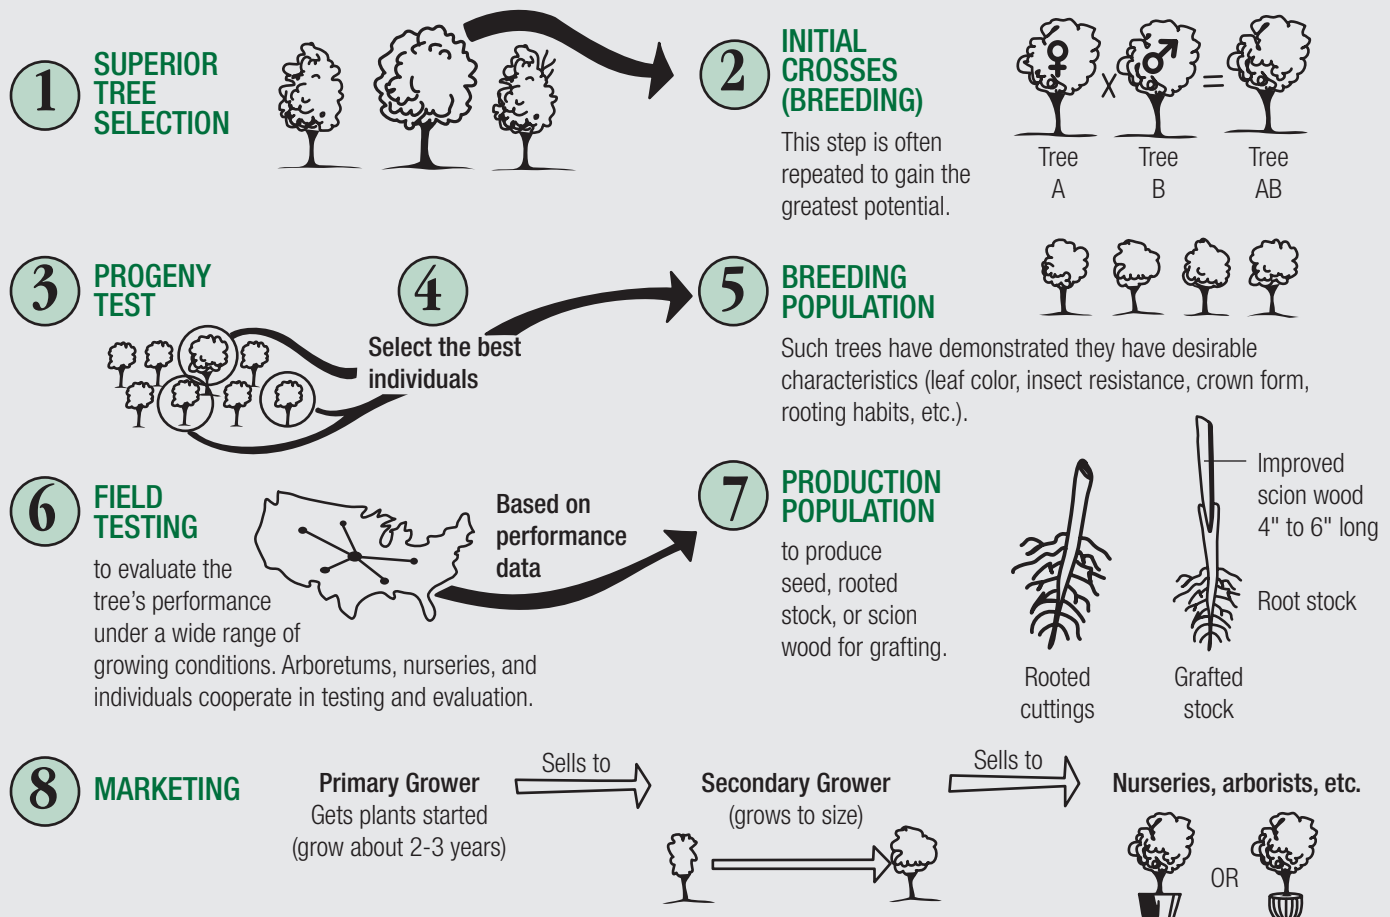 1
SUPERIOR
TREE
SELECTION
2
INITIAL
CROSSES
(BREEDING)
This step is often
repeated to gain the
greatest potential.
♀
x
♂
=
Tree
A
Tree
B
Tree
AB
3
PROGENY
TEST
4
Select the best
individuals
5
BREEDING
POPULATION
Such trees have demonstrated they have desirable
characteristics (leaf color, insect resistance, crown form,
rooting habits, etc.).
6
FIELD
TESTING
to evaluate the
tree’s performance
under a wide range of
growing conditions. Arboretums, nurseries, and
individuals cooperate in testing and evaluation.
Based on
performance
data
7
PRODUCTION
POPULATION
to produce
seed, rooted
stock, or scion
wood for grafting.
Rooted
cuttings
Improved
scion wood
4" to 6" long
Root stock
Grafted
stock
8
MARKETING
Primary Grower
Gets plants started
(grow about 2-3 years)
Sells to
Secondary Grower
(grows to size)
Sells to
Nurseries, arborists, etc.
OR